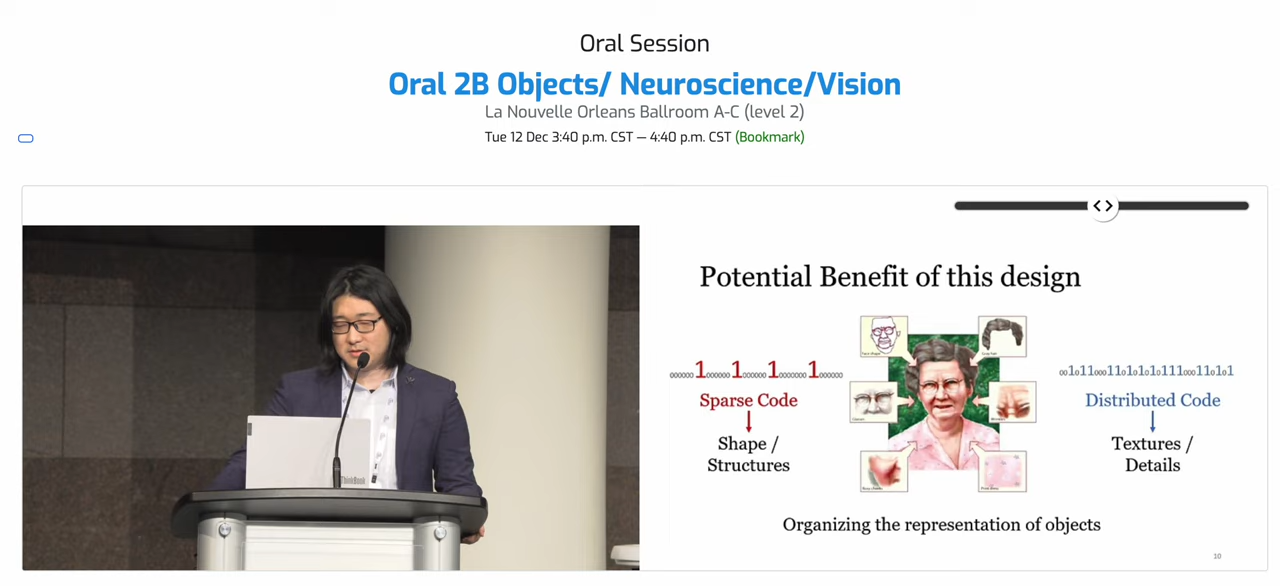 Oral Session
Oral 2B Objects/ Neuroscience/Vision
La Nouvelle Orleans Ballroom A-C (level 2)
Tue 12 Dec 3:40 p.m. CST — 4:40 p.m. CST (Bookmark)
Potential Benefit of this design
Sparse Code
Shape /
Structures
Distributed Code
Textures /
Details
Organizing the representation of objects
10
ThinkBook